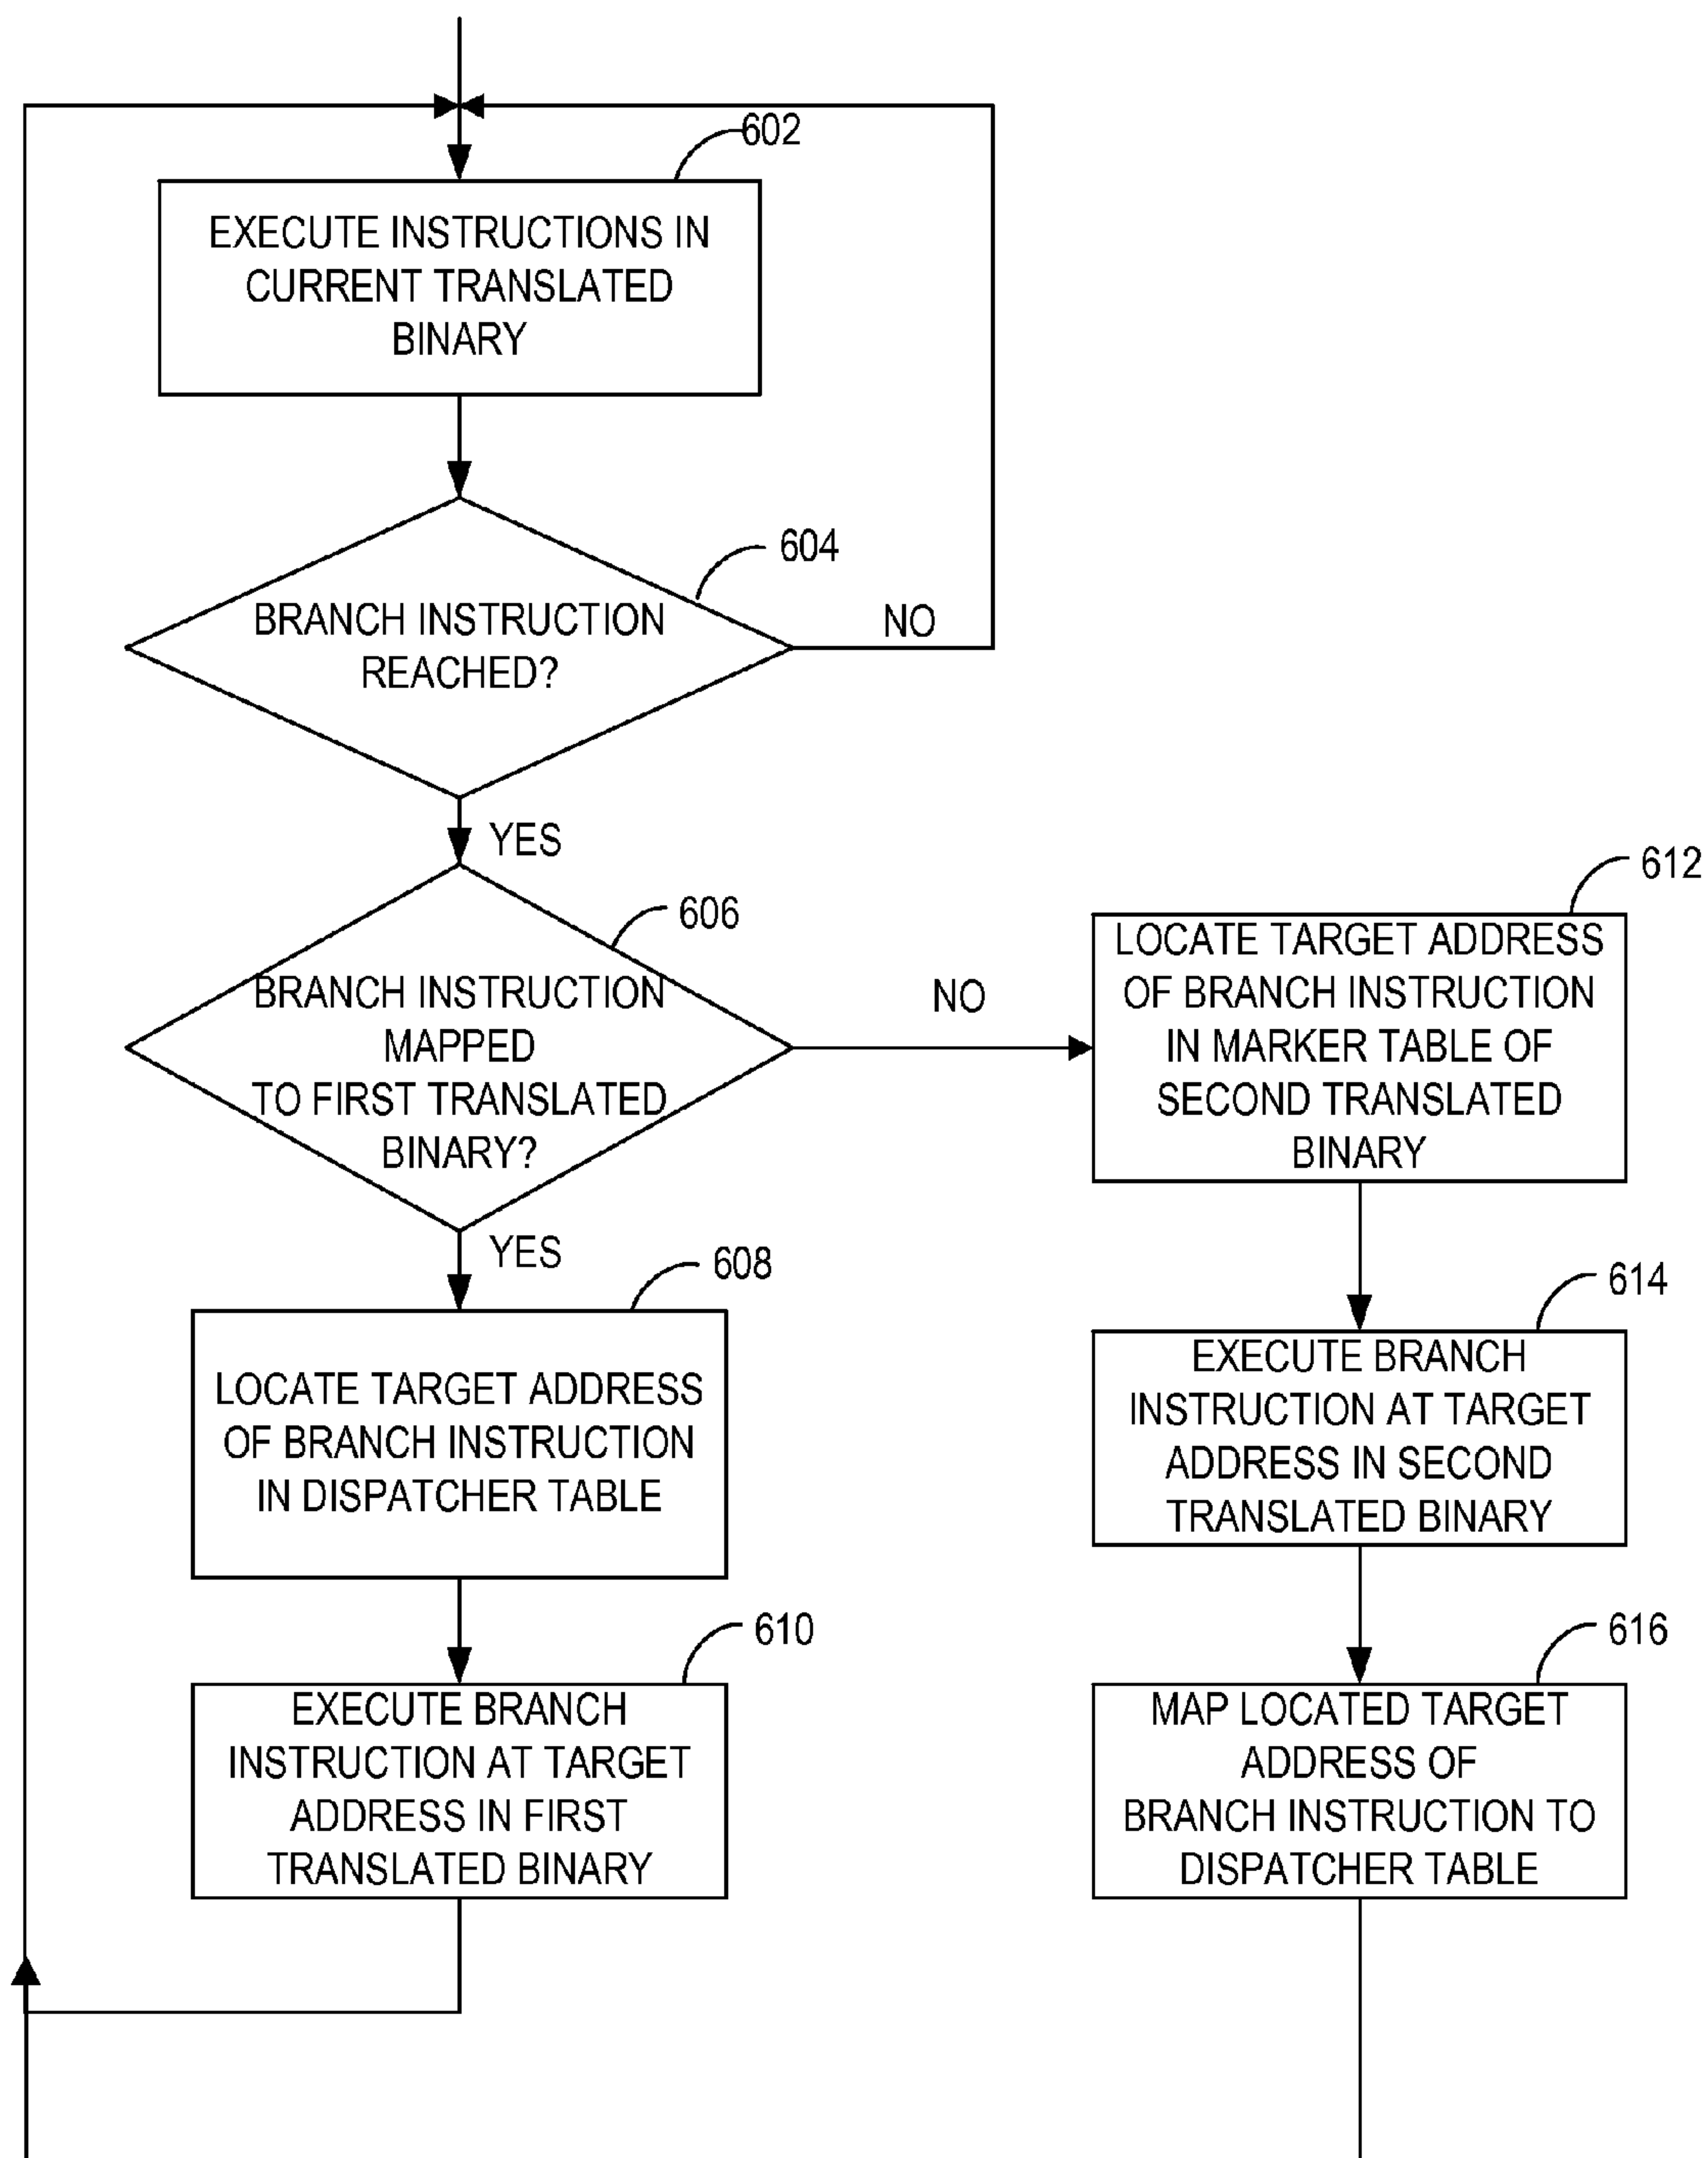 602
EXECUTE INSTRUCTIONS IN
CURRENT TRANSLATED
BINARY
604
BRANCH INSTRUCTION
REACHED?
NO
YES
606
BRANCH INSTRUCTION
MAPPED
TO FIRST TRANSLATED
BINARY?
NO
YES
608
LOCATE TARGET ADDRESS
OF BRANCH INSTRUCTION
IN DISPATCHER TABLE
610
EXECUTE BRANCH
INSTRUCTION AT TARGET
ADDRESS IN FIRST
TRANSLATED BINARY
612
LOCATE TARGET ADDRESS
OF BRANCH INSTRUCTION
IN MARKER TABLE OF
SECOND TRANSLATED
BINARY
614
EXECUTE BRANCH
INSTRUCTION AT TARGET
ADDRESS IN SECOND
TRANSLATED BINARY
616
MAP LOCATED TARGET
ADDRESS OF
BRANCH INSTRUCTION TO
DISPATCHER TABLE